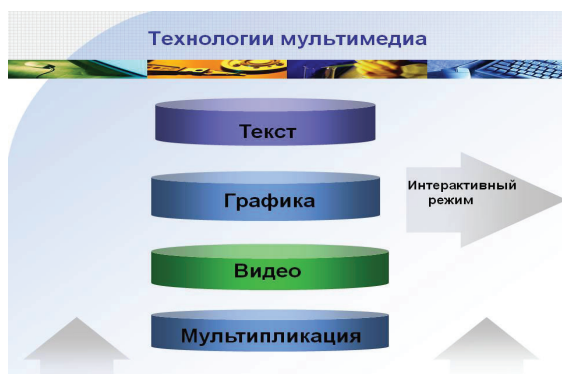 Технологии мультимедиа
Текст
Графика
Интерактивный
режим
Видео
Мультипликация